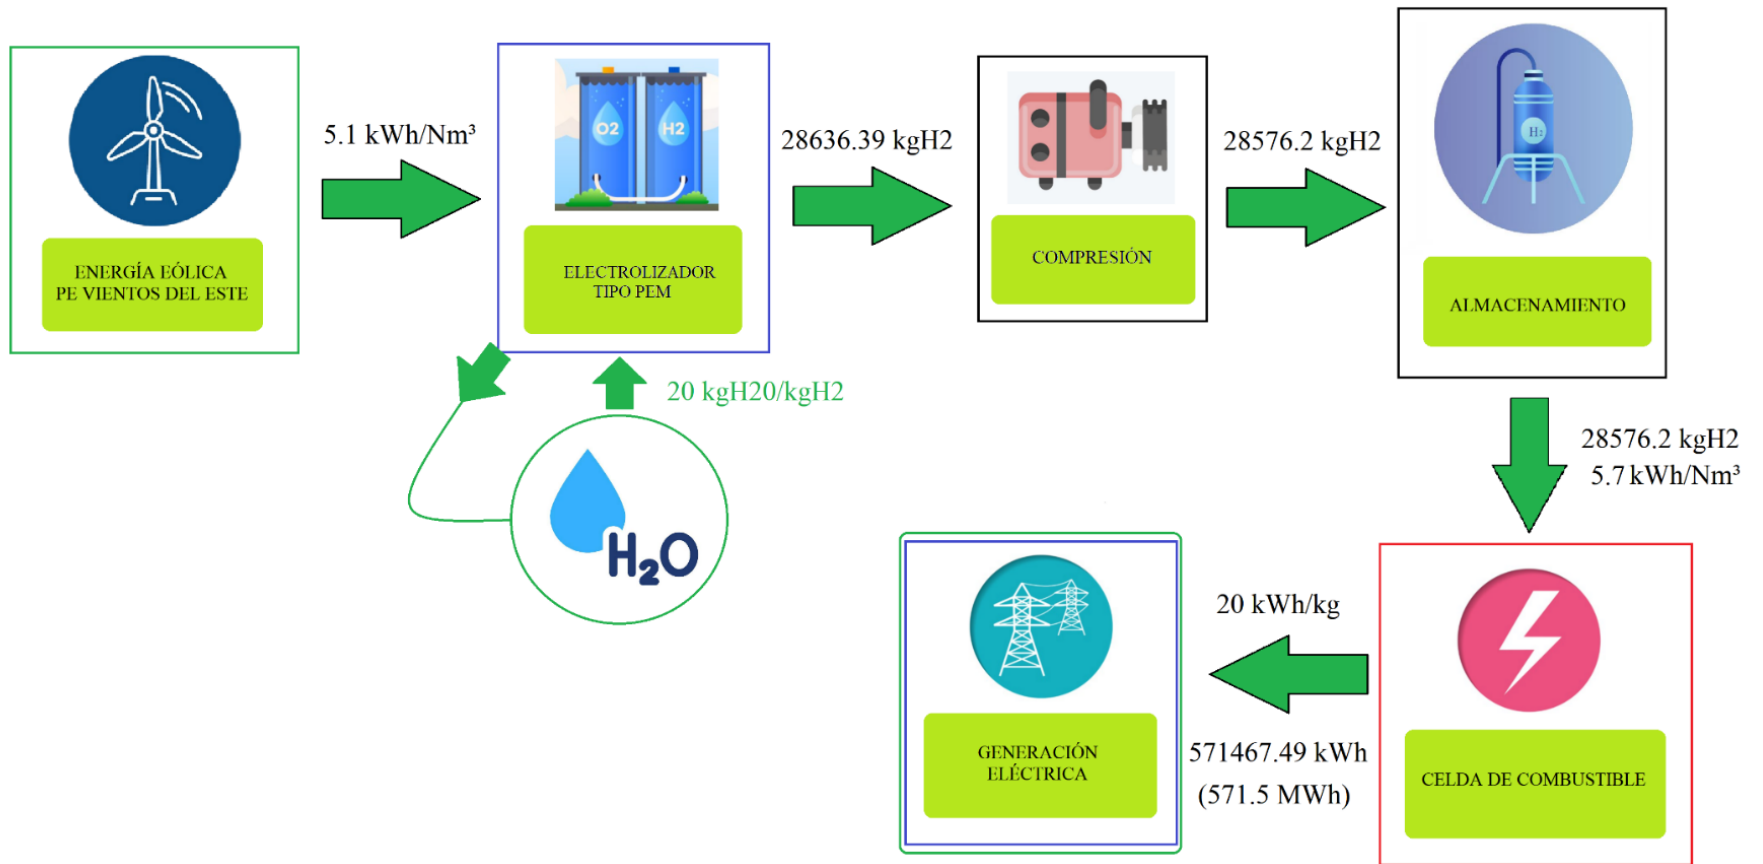 5.1 kWh/Nm³
ENERGÍA EÓLICA
PE VIENTOS DEL ESTE
O2
H2
ELECTROLIZADOR
TIPO PEM
28636.39 kgH2
COMPRESIÓN
28576.2 kgH2
H2
ALMACENAMIENTO
20 kgH20/kgH2
H₂O
28576.2 kgH2
5.7 kWh/Nm³
CELDA DE COMBUSTIBLE
20 kWh/kg
571467.49 kWh
(571.5 MWh)
GENERACIÓN
ELÉCTRICA